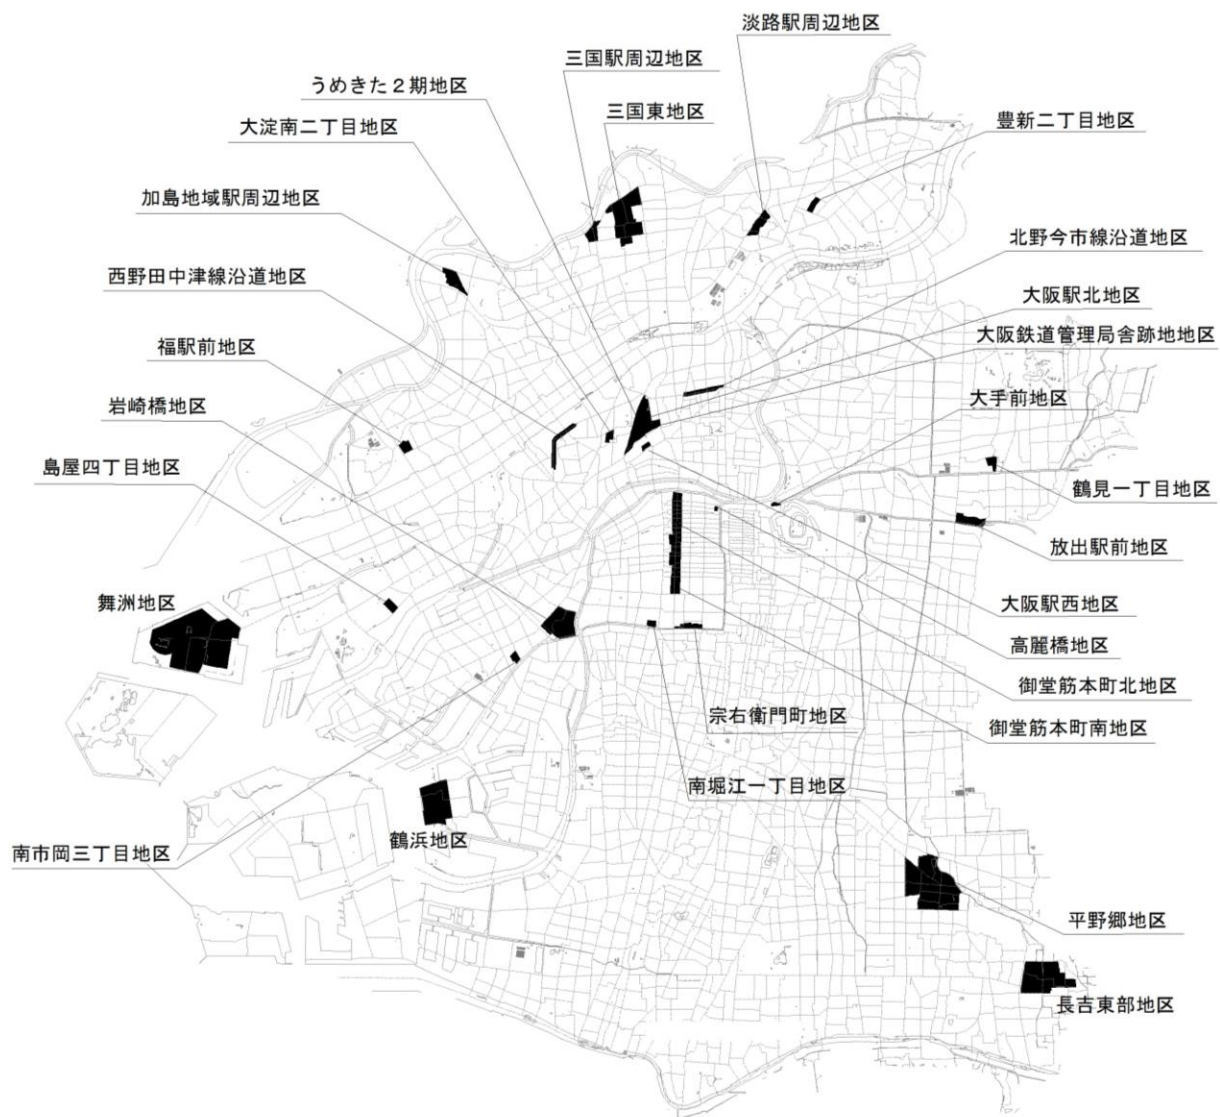 淡路駅周辺地区
三国駅周辺地区
うめきた２期地区
三国東地区
大淀南二丁目地区
豊新二丁目地区
加島地域駅周辺地区
北野今市線沿道地区
西野田中津線沿道地区
大阪駅北地区
大阪鉄道管理局舎跡地地区
福駅前地区
大手前地区
岩崎橋地区
島屋四丁目地区
鶴見一丁目地区
放出駅前地区
舞洲地区
大阪駅西地区
高麗橋地区
御堂筋本町北地区
宗右衛門町地区
御堂筋本町南地区
南堀江一丁目地区
鶴浜地区
南市岡三丁目地区
平野郷地区
長吉東部地区